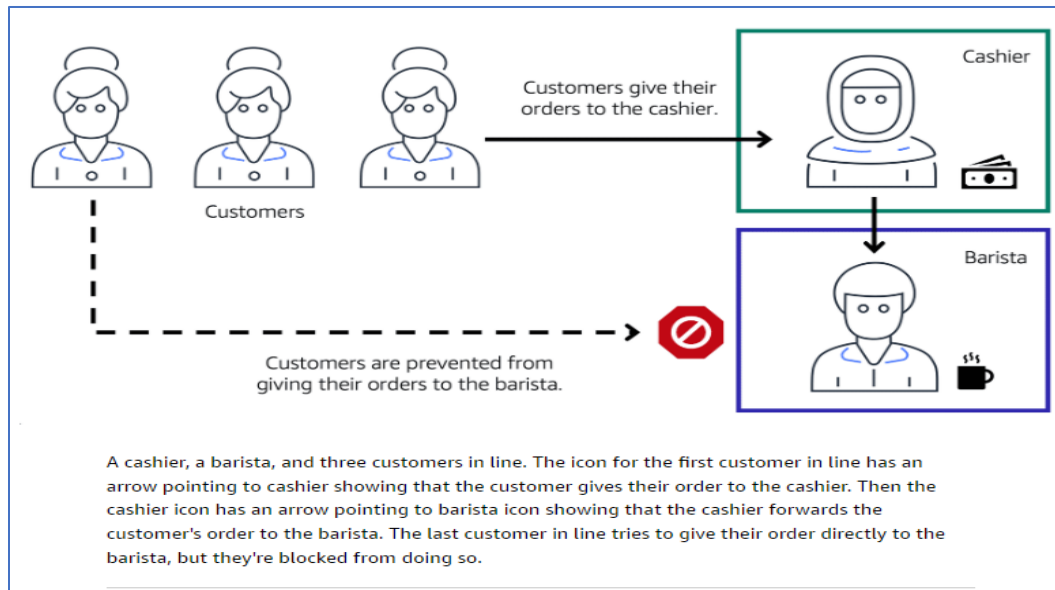 Cashier
Customers give their
orders to the cashier.
Customers
Barista
Customers are prevented from
giving their orders to the barista.
A cashier, a barista, and three customers in line. The icon for the first customer in line has an
arrow pointing to cashier showing that the customer gives their order to the cashier. Then the
cashier icon has an arrow pointing to barista icon showing that the cashier forwards the
customer's order to the barista. The last customer in line tries to give their order directly to the
barista, but they're blocked from doing so.